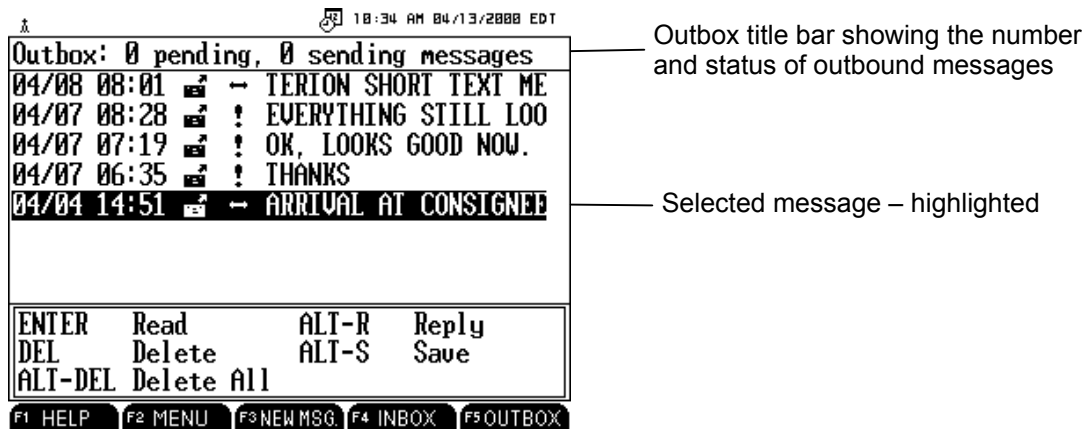 10:34 AM 04/13/2000 EDT
Outbox: 0 pending, 0 sending messages
04/08 08:01 ↔ TERION SHORT TEXT ME
04/07 08:28 ! EVERYTHING STILL LOO
04/07 07:19 ! OK, LOOKS GOOD NOW.
04/07 06:35 ! THANKS
04/04 14:51 ↔ ARRIVAL AT CONSIGNEE
ENTER Read ALT-R Reply
DEL Delete ALT-S Save
ALT-DEL Delete All
F1 HELP F2 MENU F3 NEW MSG. F4 INBOX F5 OUTBOX
Outbox title bar showing the number
and status of outbound messages
Selected message – highlighted